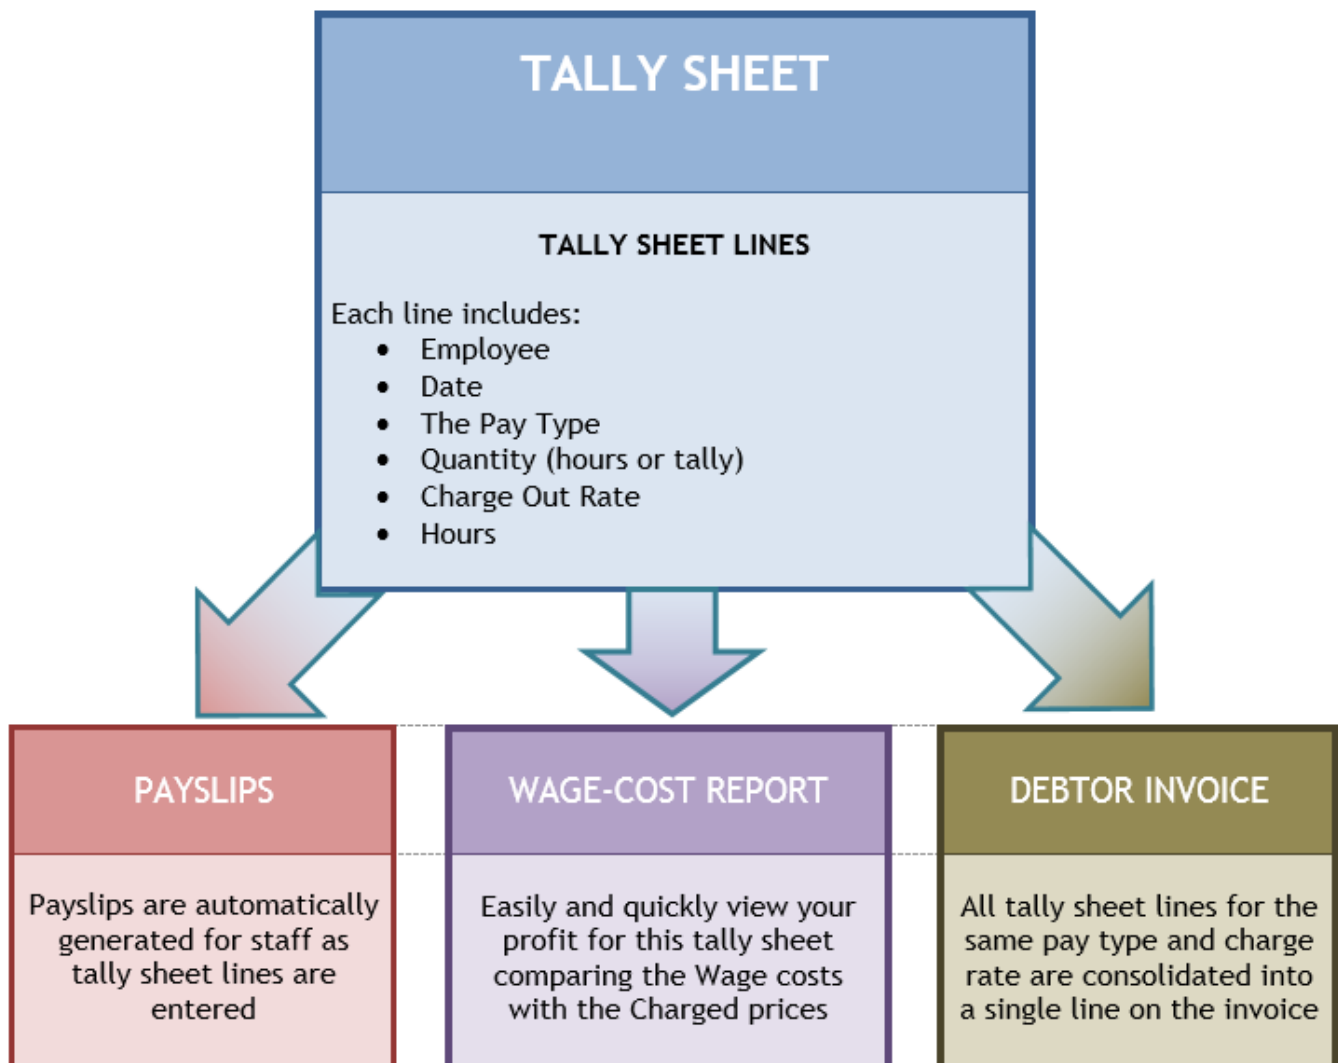 TALLY SHEET
TALLY SHEET LINES
Each line includes:
• Employee
• Date
• The Pay Type
• Quantity (hours or tally)
• Charge Out Rate
• Hours
PAYSLIPS
Payslips are automatically
generated for staff as
tally sheet lines are
entered
WAGE-COST REPORT
Easily and quickly view your
profit for this tally sheet
comparing the Wage costs
with the Charged prices
DEBTOR INVOICE
All tally sheet lines for the
same pay type and charge
rate are consolidated into
a single line on the invoice